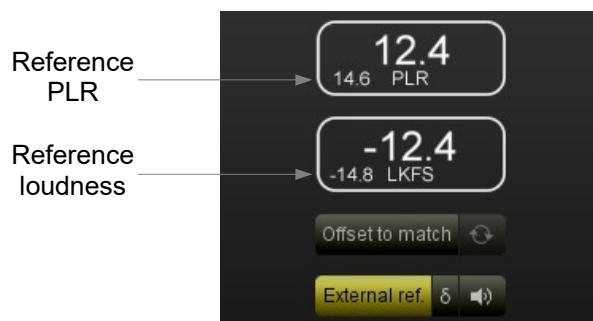 Reference
PLR
12.4
14.6 PLR
Reference
loudness
-12.4
-14.8 LKFS
Offset to match
External ref. δ